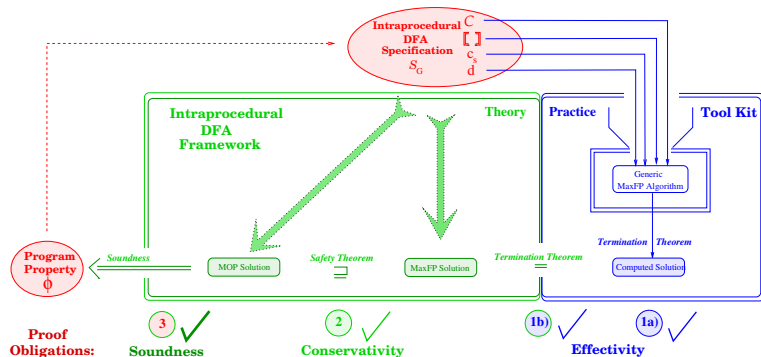 Intraprocedural C
DFA ⟦ ⟧
Specification c_s
S_G d
Intraprocedural
DFA
Framework
Theory
Practice
Tool Kit
Generic
MaxFP Algorithm
Termination Theorem
Computed Solution
Program
Property
ϕ
Soundness
MOP Solution
Safety Theorem
⊒
MaxFP Solution
Termination Theorem
=
3
2
1b)
1a)
Proof
Obligations:
Soundness
Conservativity
Effectivity